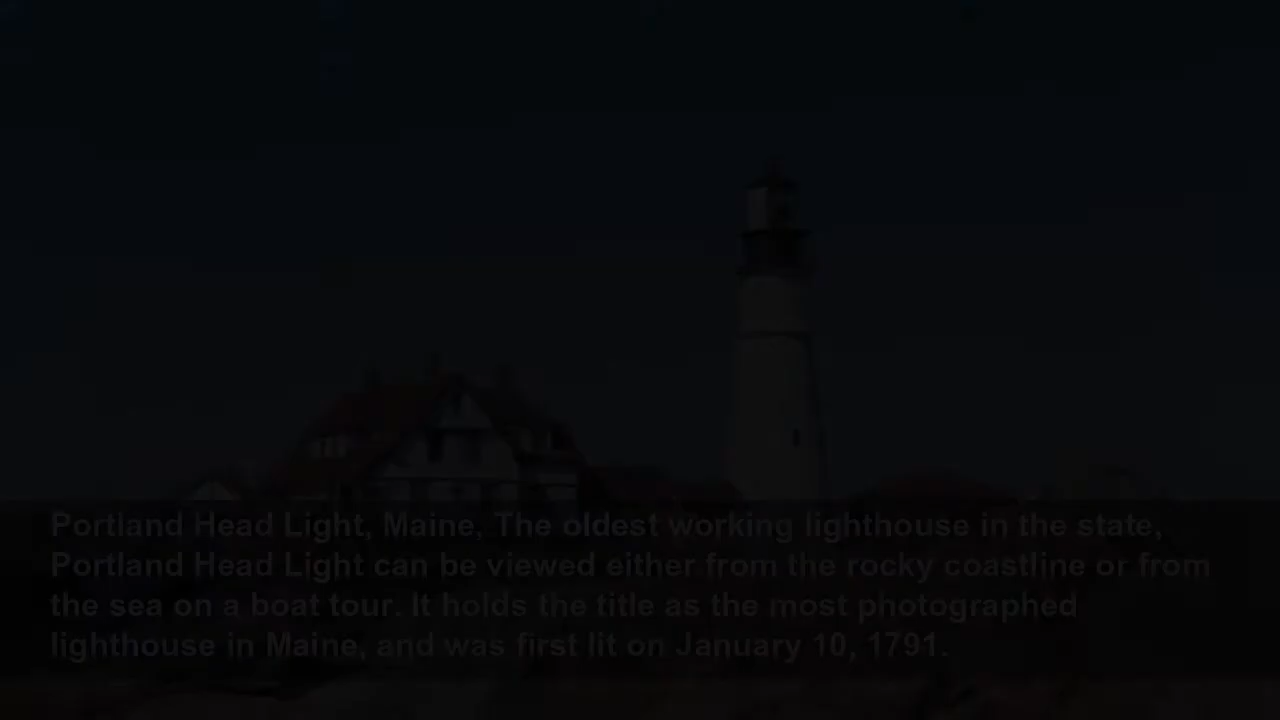 Portland Head Light, Maine, The oldest working lighthouse in the state,
Portland Head Light can be viewed either from the rocky coastline or from
the sea on a boat tour. It holds the title as the most photographed
lighthouse in Maine, and was first lit on January 10, 1791.